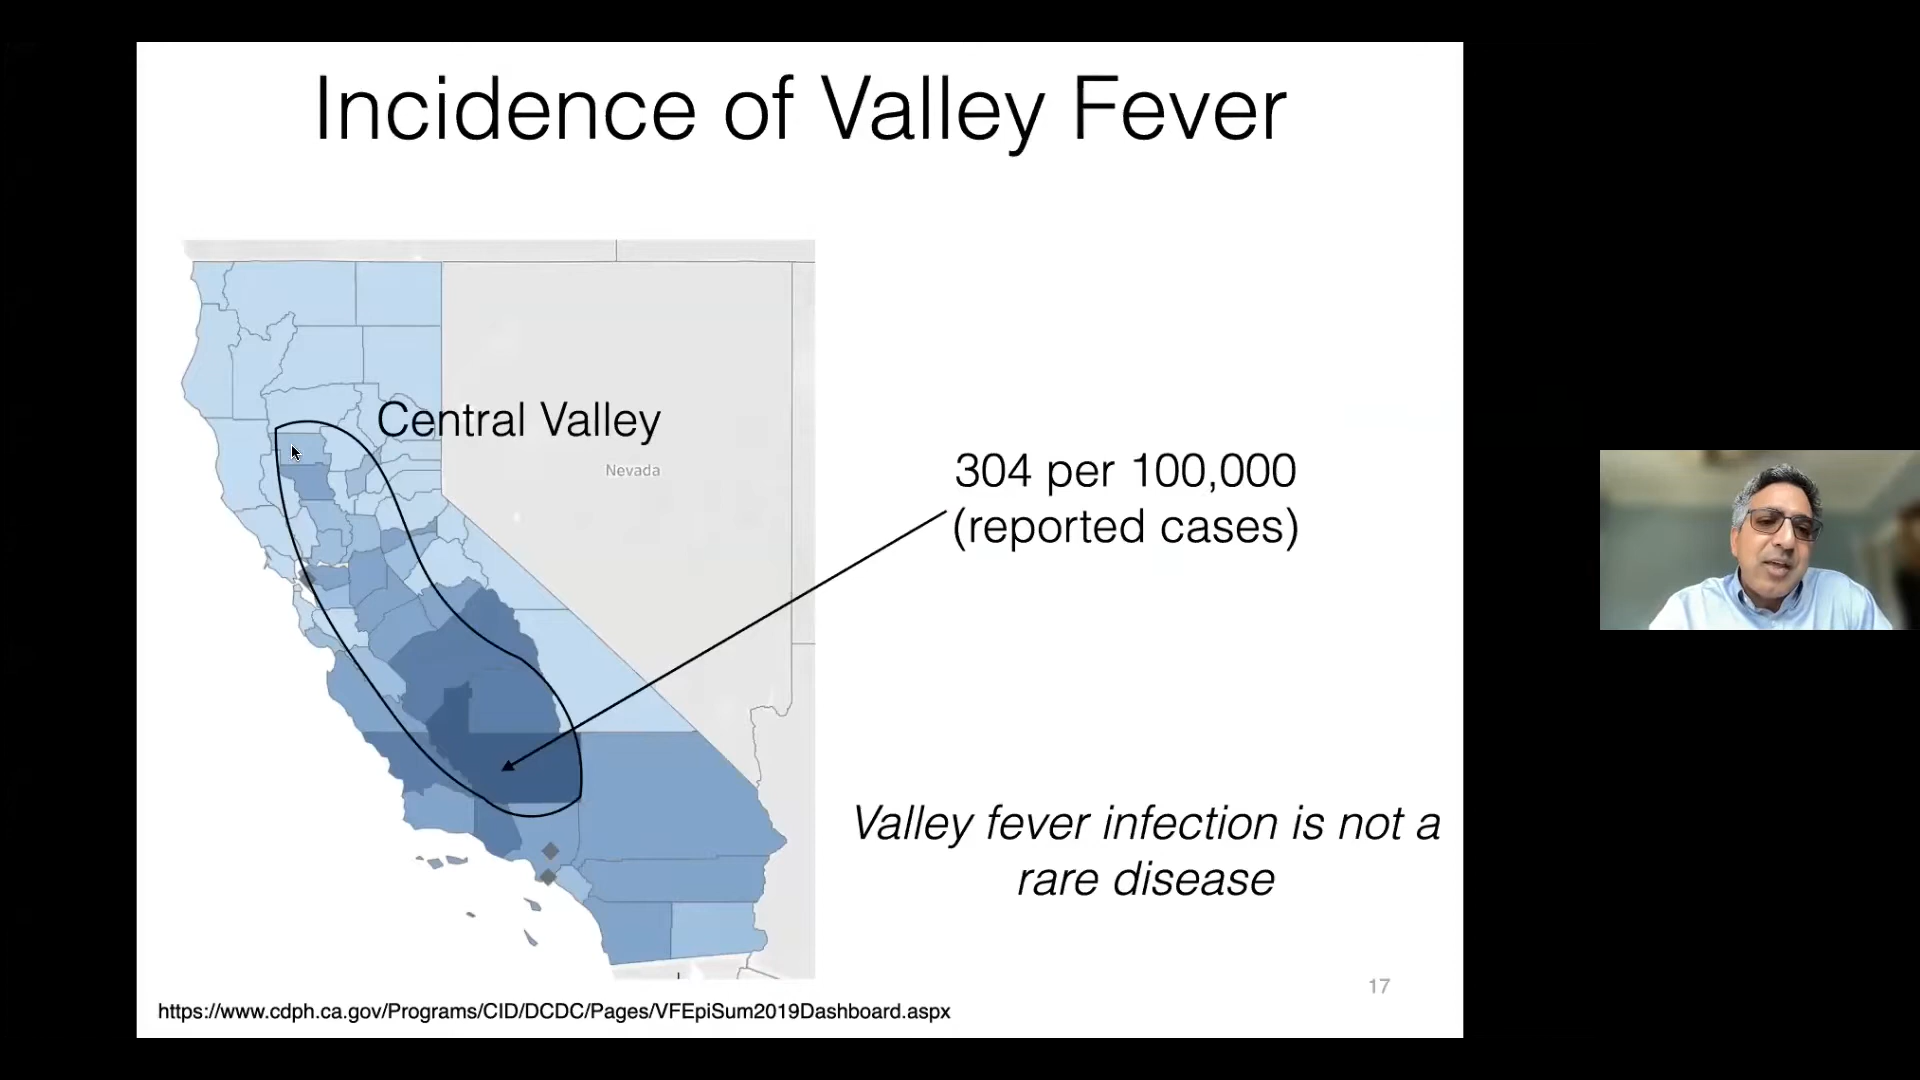 Incidence of Valley Fever
Central Valley
Nevada
304 per 100,000
(reported cases)
Valley fever infection is not a
rare disease
17
https://www.cdph.ca.gov/Programs/CID/DCDC/Pages/VFEpiSum2019Dashboard.aspx